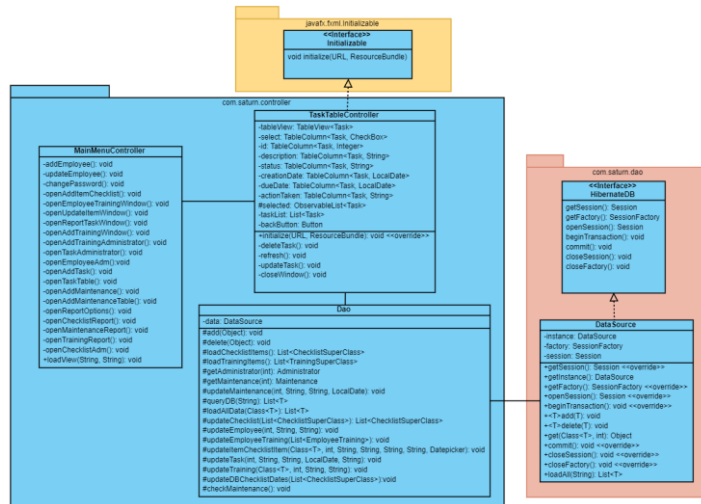 javafx.fxml.Initializable
<<Interface>>
Initializable
void initialize(URL, ResourceBundle)
com.saturn.controller
TaskTableController
-tableView: TableView<Task>
-select: TableColumn<Task, CheckBox>
-id: TableColumn<Task, Integer>
-description: TableColumn<Task, String>
-status: TableColumn<Task, String>
-creationDate: TableColumn<Task, LocalDate>
-dueDate: TableColumn<Task, LocalDate>
-actionTaken: TableColumn<Task, String>
#selected: ObservableList<Task>
-taskList: List<Task>
-backButton: Button
+initialize(URL, ResourceBundle): void <<override>>
-deleteTask(): void
-refresh(): void
-updateTask(): void
-closeWindow(): void
MainMenuController
-addEmployee(): void
-updateEmployee(): void
-changePassword(): void
-openAddItemChecklist(): void
-openEmployeeTrainingWindow(): void
-openUpdateItemWindow(): void
-openReportTaskWindow(): void
-openAddTrainingWindow(): void
-openAddTrainingAdministrator(): void
-openTaskAdministrator(): void
-openEmployeeAdm(): void
-openAddTask(): void
-openTaskTable(): void
-openAddMaintenance(): void
-openAddMaintenanceTable(): void
-openReportOptions(): void
-openChecklistReport(): void
-openMaintenanceReport(): void
-openTrainingReport(): void
-openChecklistAdm(): void
+loadView(String, String): void
Dao
-data: DataSource
#add(Object): void
#delete(Object): void
#loadChecklistItems(): List<ChecklistSuperClass>
#loadTrainingItems(): List<TrainingSuperClass>
#getAdministrator(int): Administrator
#getMaintenance(int): Maintenance
#updateMaintenance(int, String, String, LocalDate): void
#queryDB(String): List<T>
#loadAllData(Class<T>): List<T>
#updateChecklist(List<ChecklistSuperClass>): List<ChecklistSuperClass>
#updateEmployee(int, String, String): void
#updateEmployeeTraining(List<EmployeeTraining>): void
#updateItemChecklistItem(Class<T>, int, String, String, String, String, Datepicker): void
#updateTask(int, String, String, LocalDate, String): void
#updateTraining(Class<T>, int, String, String): void
#updateDBChecklistDates(List<ChecklistSuperClass>):void
#checkMaintenance(): void
com.saturn.dao
<<Interface>>
HibernateDB
getSession(): Session
getFactory(): SessionFactory
openSession(): Session
beginTransaction(): void
commit(): void
closeSession(): void
closeFactory(): void
DataSource
-instance: DataSource
-factory: SessionFactory
-session: Session
+getSession(): Session <<override>>
+getInstance(): DataSource
+getFactory(): SessionFactory <<override>>
+openSession(): Session <<override>>
+beginTransaction(): void <<override>>
+<T>add(T): void
+<T>delete(T): void
+get(Class<T>, int): Object
+commit(): void <<override>>
+closeSession(): void <<override>>
+closeFactory(): void <<override>>
+loadAll(String): List<T>